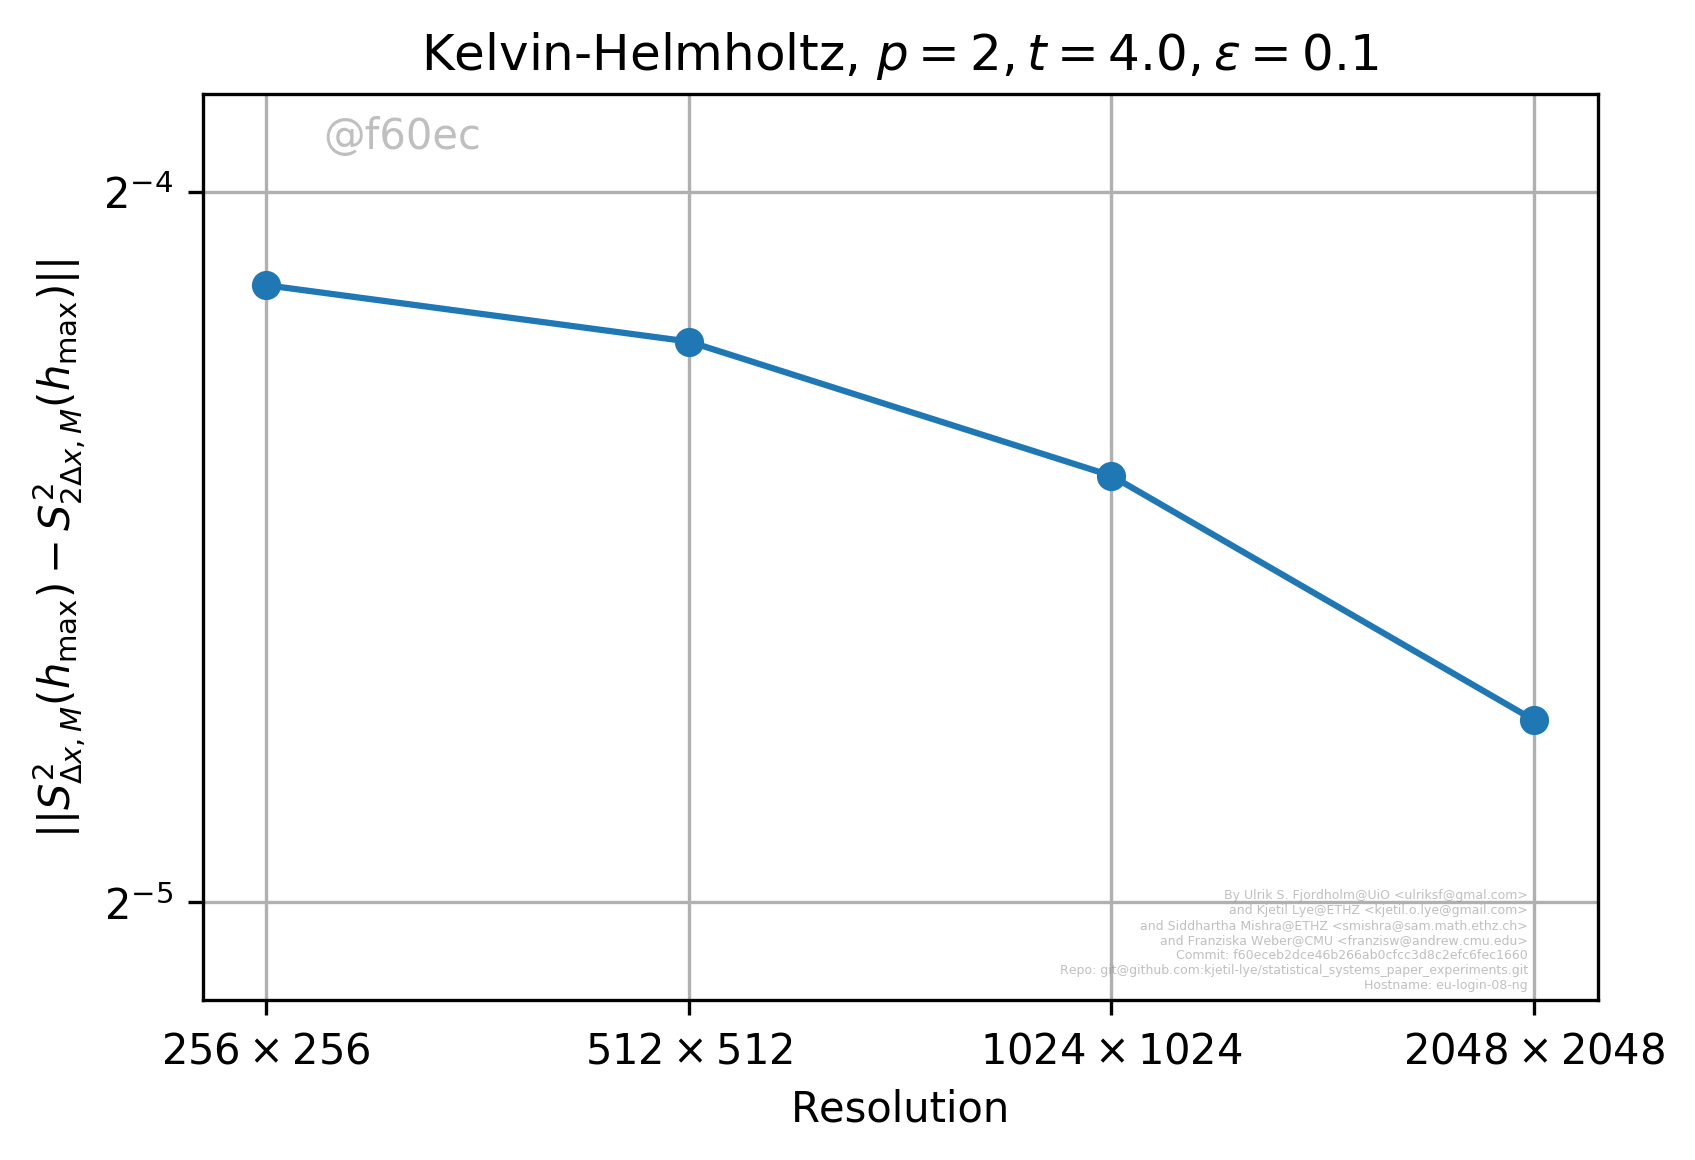 Kelvin-Helmholtz, p = 2, t = 4.0, ε = 0.1
@f60ec
2⁻⁴
2⁻⁵
||S²_{Δx, M}(h_max) − S²_{2Δx, M}(h_max)||
By Ulrik S. Fjordholm@UiO <ulriksf@gmal.com>
and Kjetil Lye@ETHZ <kjetil.o.lye@gmail.com>
and Siddhartha Mishra@ETHZ <smishra@sam.math.ethz.ch>
and Franziska Weber@CMU <franzisw@andrew.cmu.edu>
Commit: f60eceb2dce46b266ab0cfcc3d8c2efc6fec1660
Repo: git@github.com:kjetil-lye/statistical_systems_paper_experiments.git
Hostname: eu-login-08-ng
256 × 256 512 × 512 1024 × 1024 2048 × 2048
Resolution